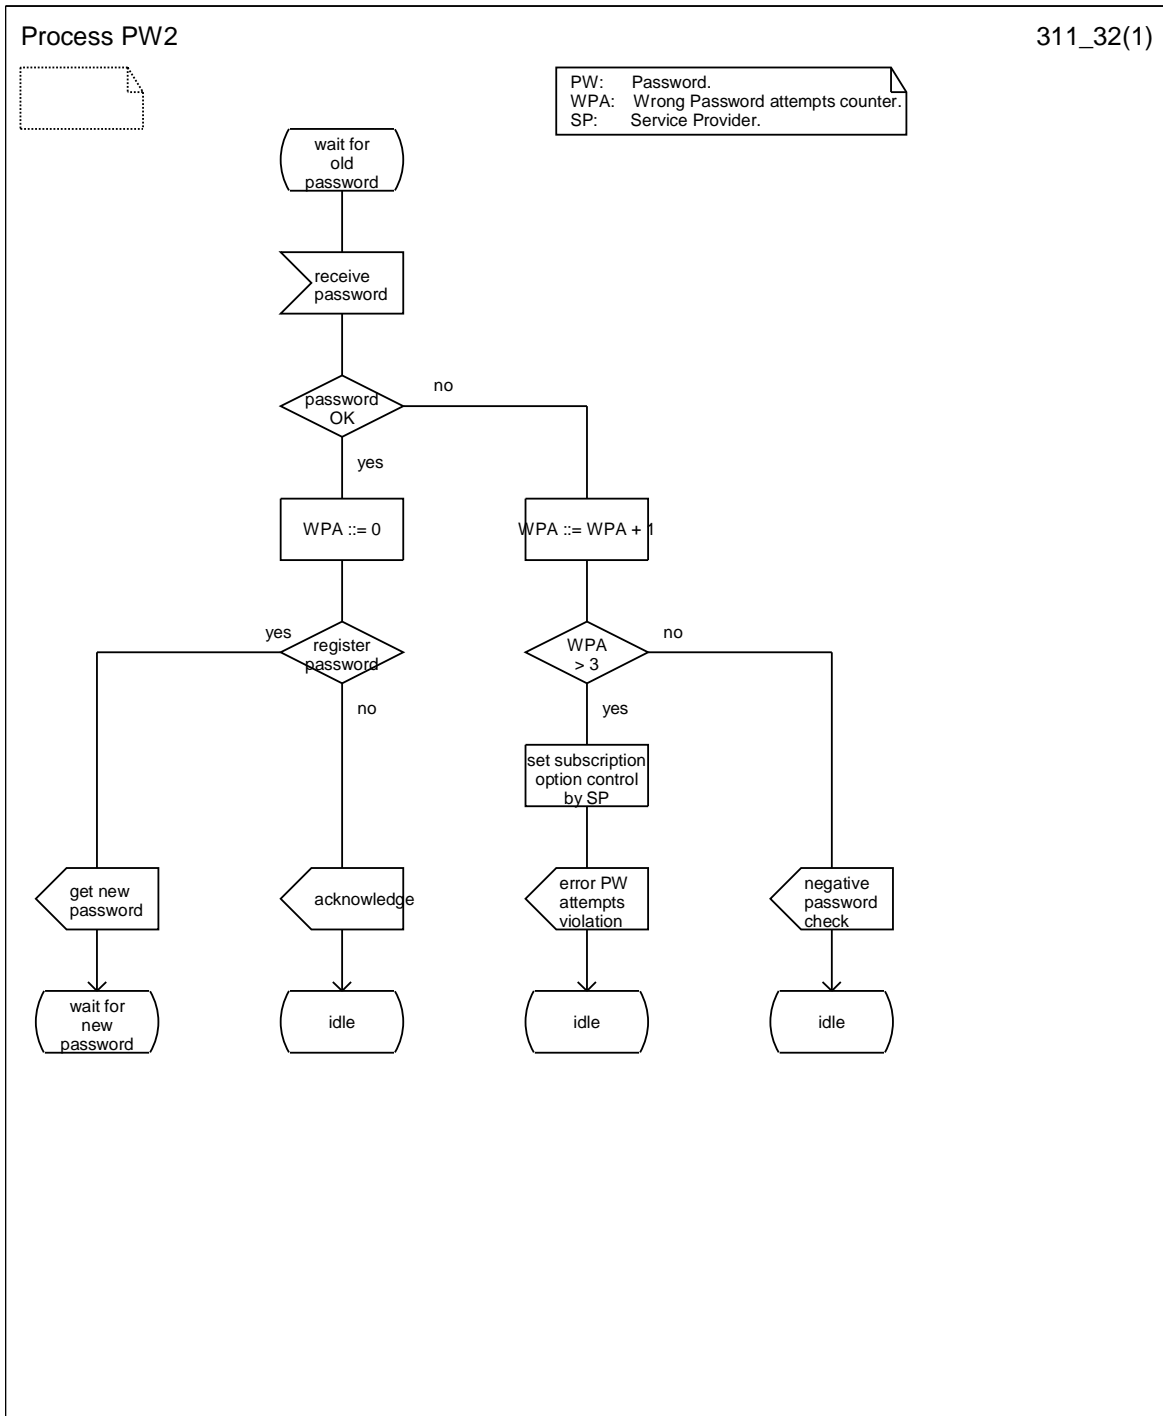 Process PW2
311_32(1)
PW: Password.
WPA: Wrong Password attempts counter.
SP: Service Provider.
wait for
old
password
receive
password
password
OK
no
yes
WPA ::= 0
WPA ::= WPA + 1
yes
register
password
no
WPA
> 3
no
yes
set subscription
option control
by SP
get new
password
acknowledge
error PW
attempts
violation
negative
password
check
wait for
new
password
idle
idle
idle